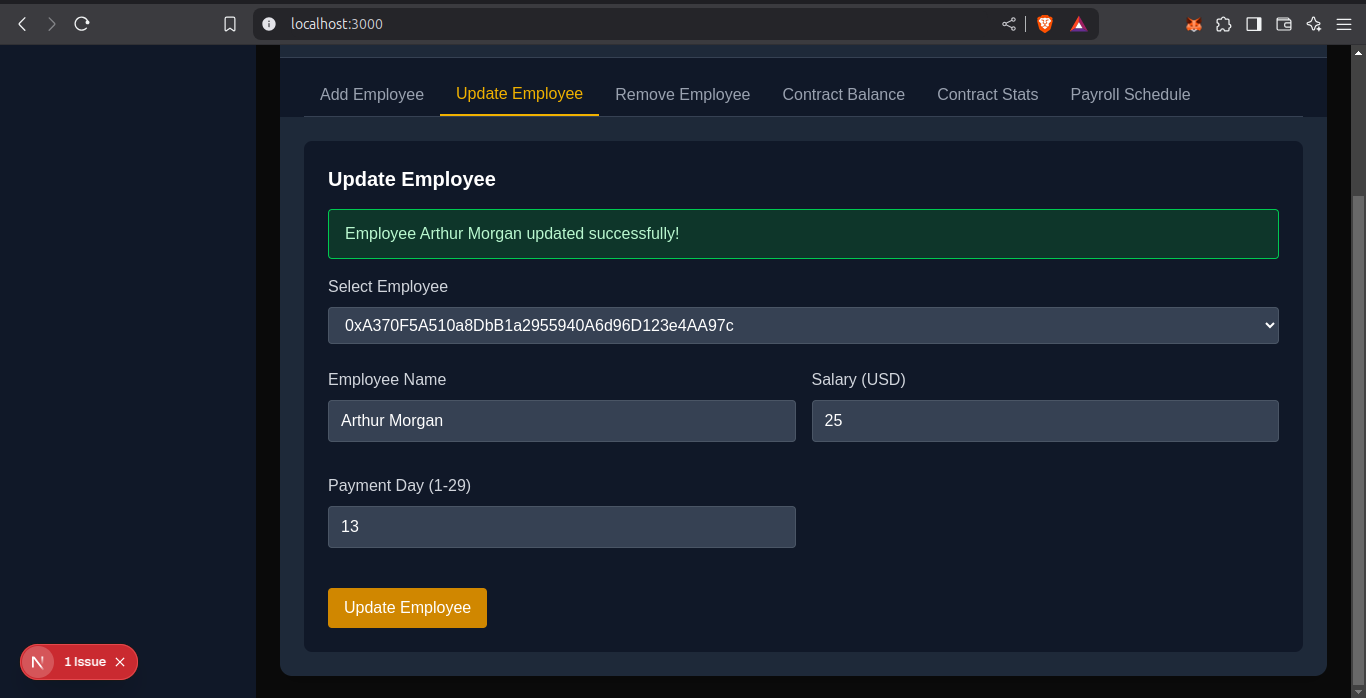 localhost:3000
Add Employee Update Employee Remove Employee Contract Balance Contract Stats Payroll Schedule
Update Employee
Employee Arthur Morgan updated successfully!
Select Employee
0xA370F5A510a8DbB1a2955940A6d96D123e4AA97c
Employee Name Salary (USD)
Arthur Morgan 25
Payment Day (1-29)
13
Update Employee
N 1 Issue